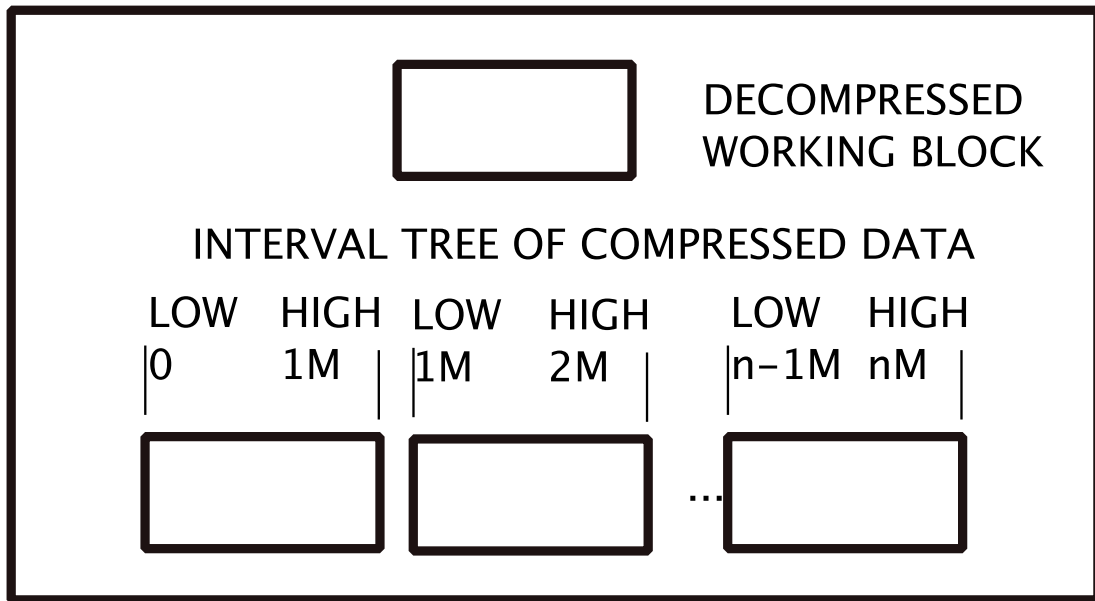 DECOMPRESSED
WORKING BLOCK
INTERVAL TREE OF COMPRESSED DATA
LOW HIGH LOW HIGH LOW HIGH
0 1M 1M 2M n-1M nM
...